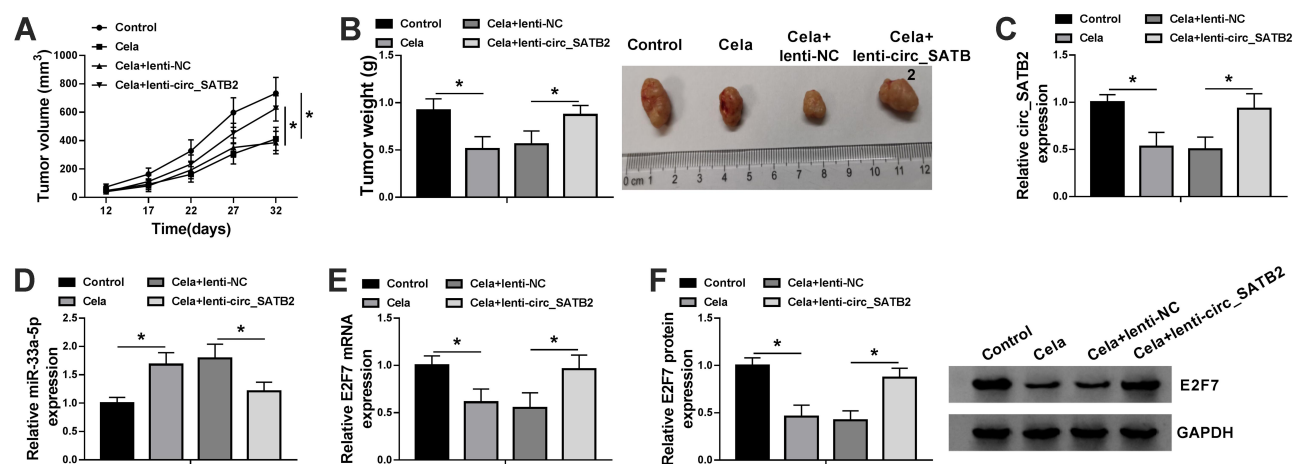 A
Control
Cela
Cela+lenti-NC
Cela+lenti-circ_SATB2
Tumor volume (mm³)
1000
800
600
400
200
0
12 17 22 27 32
Time(days)
* *
B
Control Cela+lenti-NC
Cela Cela+lenti-circ_SATB2
Tumor weight (g)
1.5
1.0
0.5
0.0
* *
Control Cela Cela+ lenti-NC Cela+ lenti-circ_SATB 2
0 cm 1 2 3 4 5 6 7 8 9 10 11 12
C
Control Cela+lenti-NC
Cela Cela+lenti-circ_SATB2
Relative circ_SATB2
expression
1.5
1.0
0.5
0.0
* *
D
Control Cela+lenti-NC
Cela Cela+lenti-circ_SATB2
Relative miR-33a-5p
expression
2.5
2.0
1.5
1.0
0.5
0.0
* *
E
Control Cela+lenti-NC
Cela Cela+lenti-circ_SATB2
Relative E2F7 mRNA
expression
1.5
1.0
0.5
0.0
* *
F
Control Cela+lenti-NC
Cela Cela+lenti-circ_SATB2
Relative E2F7 protein
expression
1.5
1.0
0.5
0.0
* *
Control Cela Cela+lenti-NC Cela+lenti-circ_SATB2
E2F7
GAPDH